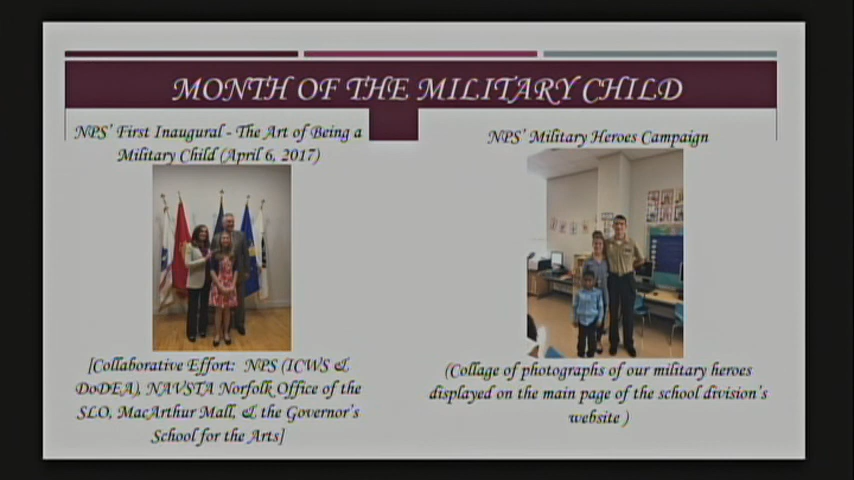 MONTH OF THE MILITARY CHILD
NPS' First Inaugural - The Art of Being a
Military Child (April 6, 2017)
[Collaborative Effort: NPS (ICWS &
DoDEA), NAVSTA Norfolk Office of the
SLO, MacArthur Mall, & the Governor's
School for the Arts]
NPS' Military Heroes Campaign
(Collage of photographs of our military heroes
displayed on the main page of the school division's
website )